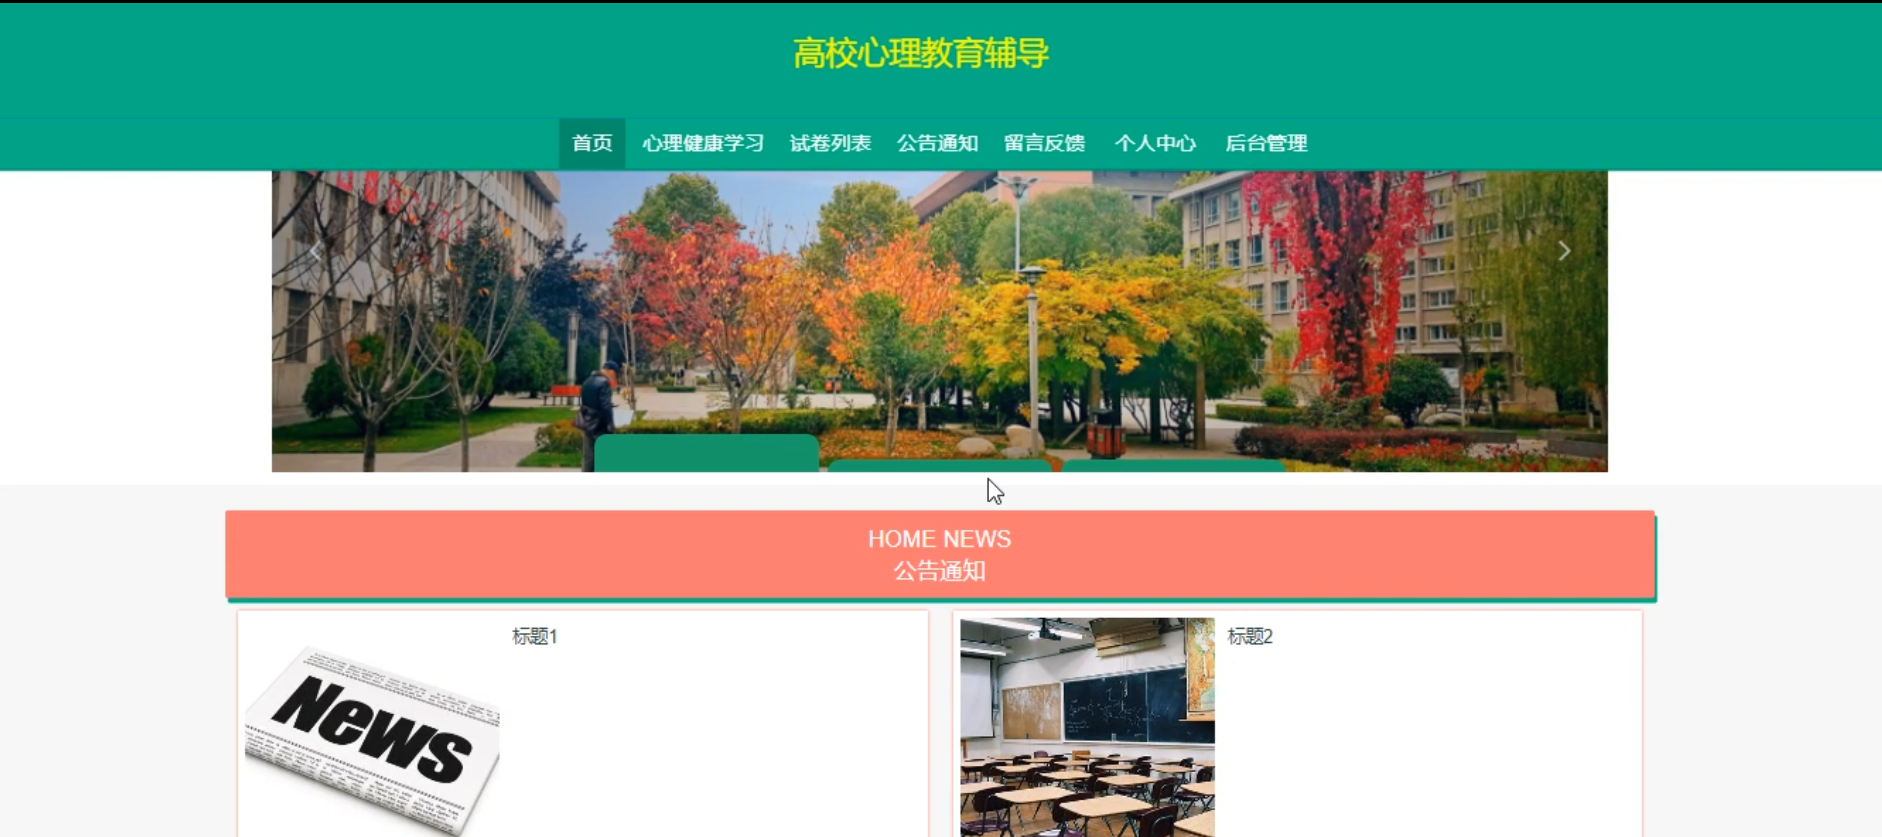 高校心理教育辅导
首页 心理健康学习 试卷列表 公告通知 留言反馈 个人中心 后台管理
HOME NEWS
公告通知
标题1
标题2
News